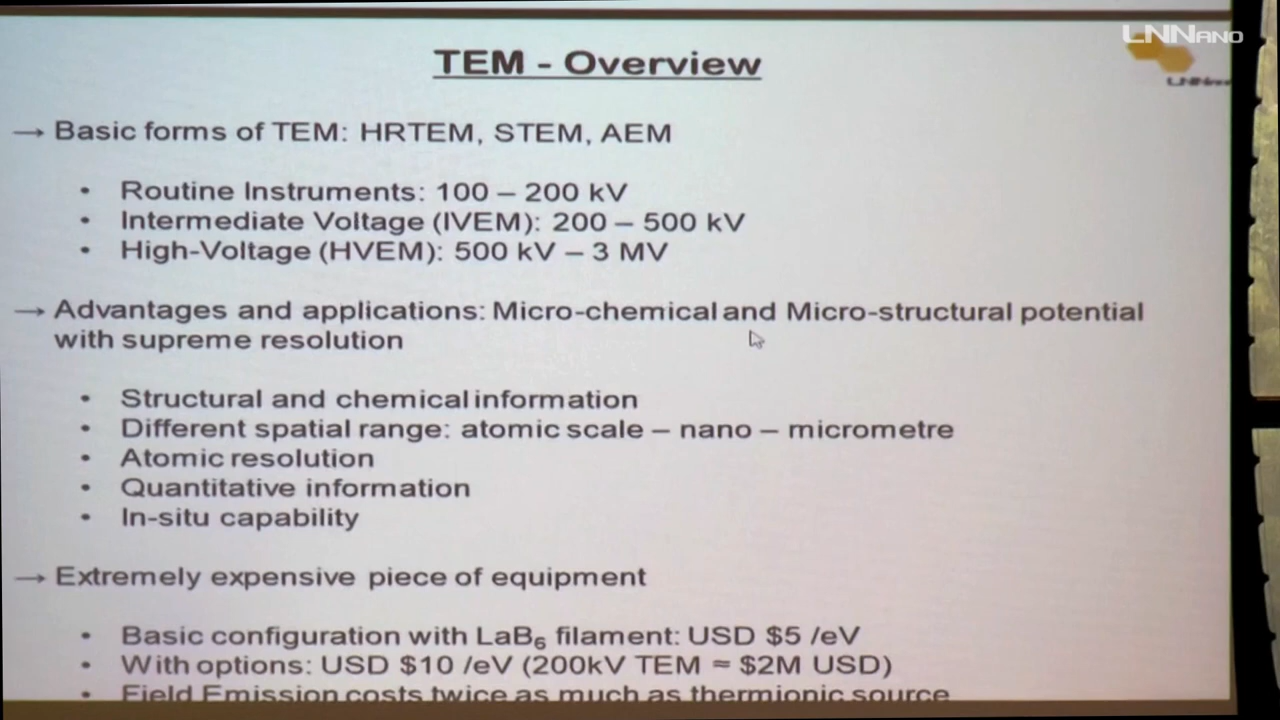 LNNANO
TEM - Overview
LNNano
→ Basic forms of TEM: HRTEM, STEM, AEM
• Routine Instruments: 100 – 200 kV
• Intermediate Voltage (IVEM): 200 – 500 kV
• High-Voltage (HVEM): 500 kV – 3 MV
→ Advantages and applications: Micro-chemical and Micro-structural potential
with supreme resolution
• Structural and chemical information
• Different spatial range: atomic scale – nano – micrometre
• Atomic resolution
• Quantitative information
• In-situ capability
→ Extremely expensive piece of equipment
• Basic configuration with LaB₆ filament: USD $5 /eV
• With options: USD $10 /eV (200kV TEM ≈ $2M USD)
• Field Emission costs twice as much as thermionic source